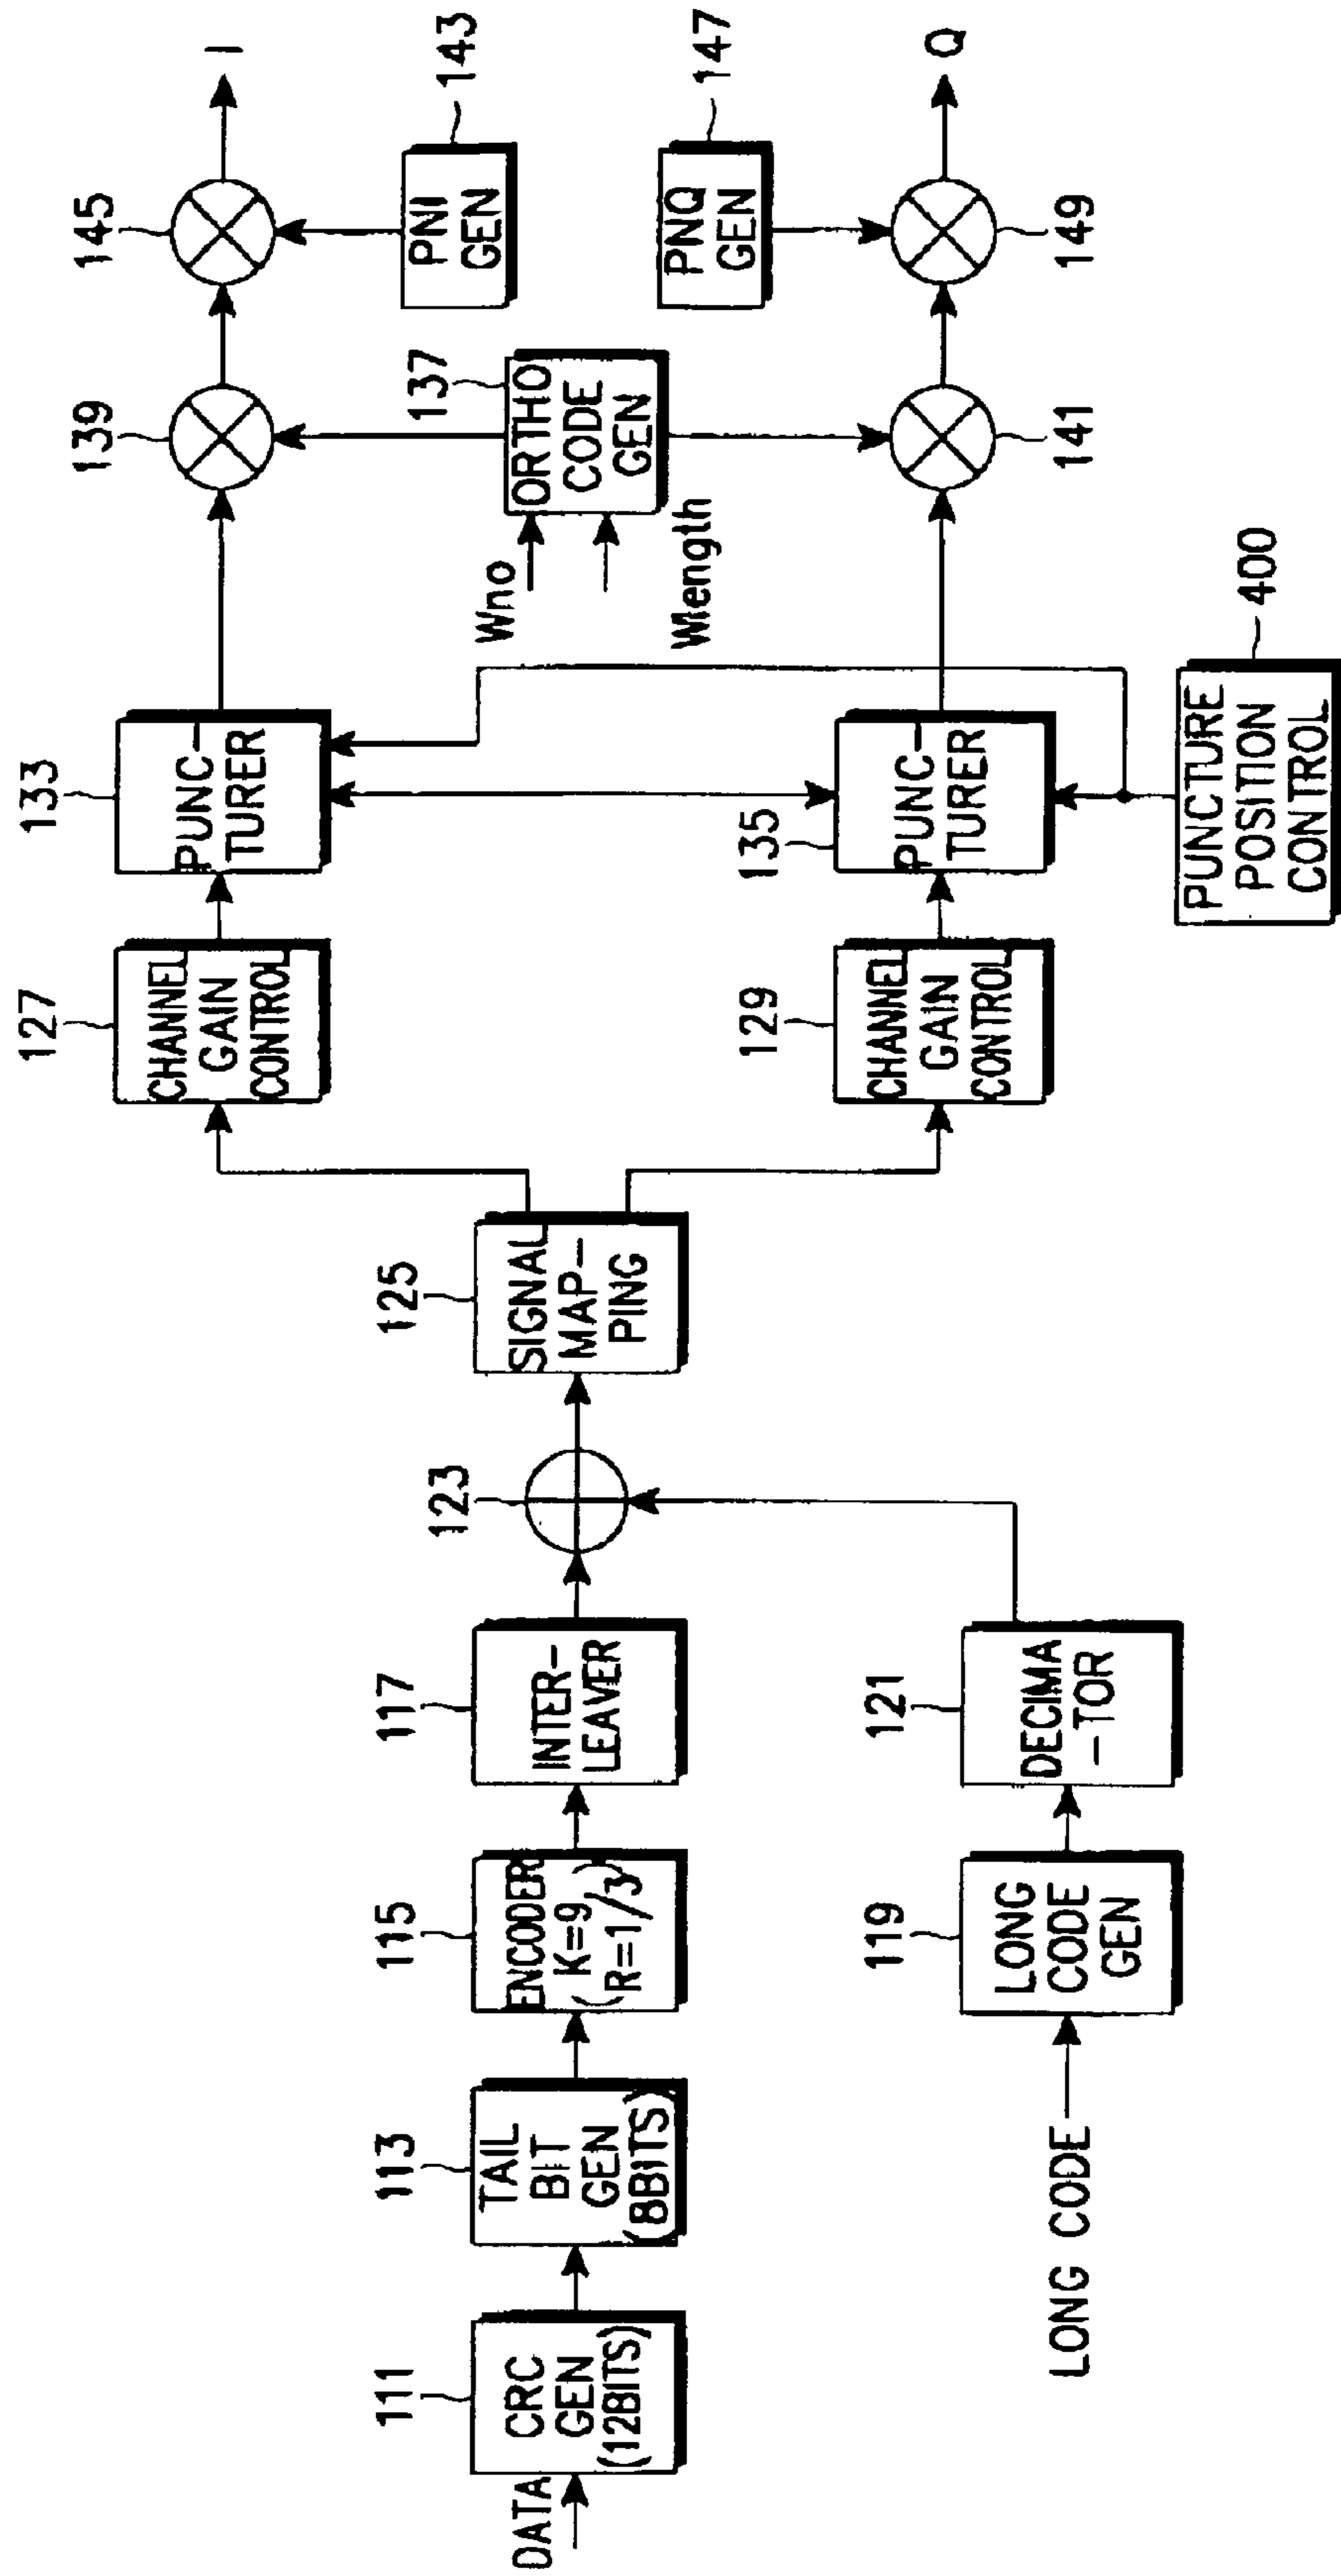 DATA
111
CRC
GEN
(12BITS)
113
TAIL
BIT
GEN
(8BITS)
115
ENCODER
(K=9,
R=1/3)
117
INTER-
LEAVER
LONG CODE
119
LONG
CODE
GEN
121
DECIMA
-TOR
123
125
SIGNAL
MAP-
PING
127
CHANNEL
GAIN
CONTROL
129
CHANNEL
GAIN
CONTROL
133
PUNC-
TURER
135
PUNC-
TURER
400
PUNCTURE
POSITION
CONTROL
Wno
Wlength
137
ORTHO
CODE
GEN
139
141
143
PNI
GEN
145
147
PNQ
GEN
149
I
Q